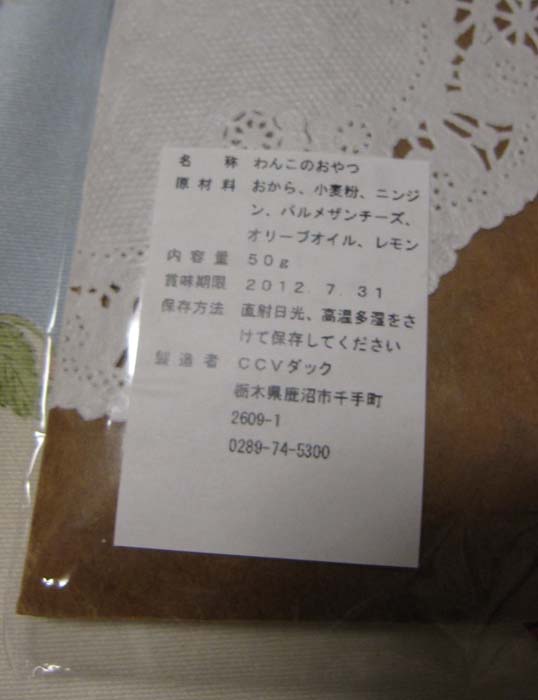 名称 わんこのおやつ
原材料 おから、小麦粉、ニンジ
ン、パルメザンチーズ、
オリーブオイル、レモン
内容量 50g
賞味期限 2012. 7. 31
保存方法 直射日光、高温多湿をさ
けて保存してください
製造者 CCVダック
栃木県鹿沼市千手町
2609-1
0289-74-5300